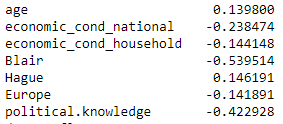 age 0.139800
economic_cond_national -0.238474
economic_cond_household -0.144148
Blair -0.539514
Hague 0.146191
Europe -0.141891
political.knowledge -0.422928